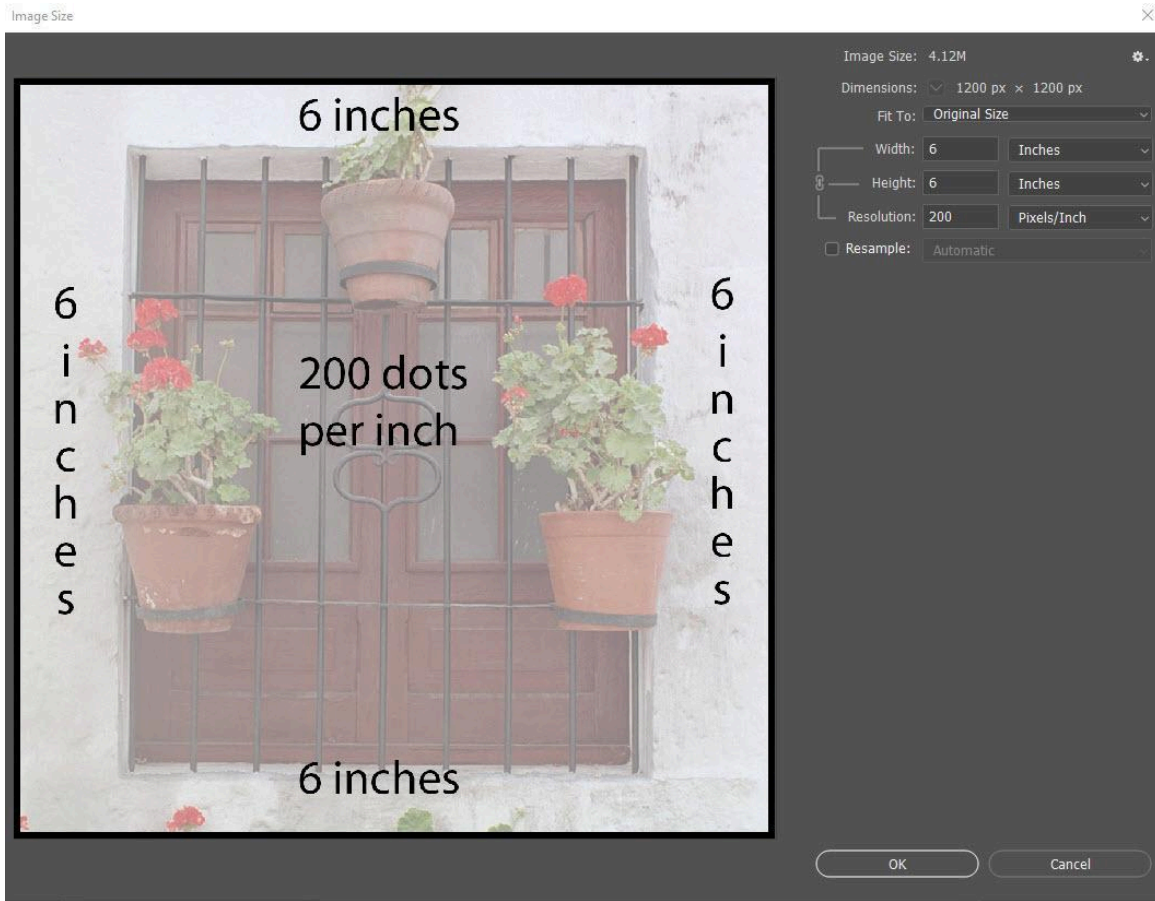 Image Size
Image Size: 4.12M
Dimensions: 1200 px × 1200 px
Fit To: Original Size
Width: 6 Inches
Height: 6 Inches
Resolution: 200 Pixels/Inch
Resample: Automatic
6 inches
6 inches
200 dots
per inch
6 inches
6 inches
OK Cancel